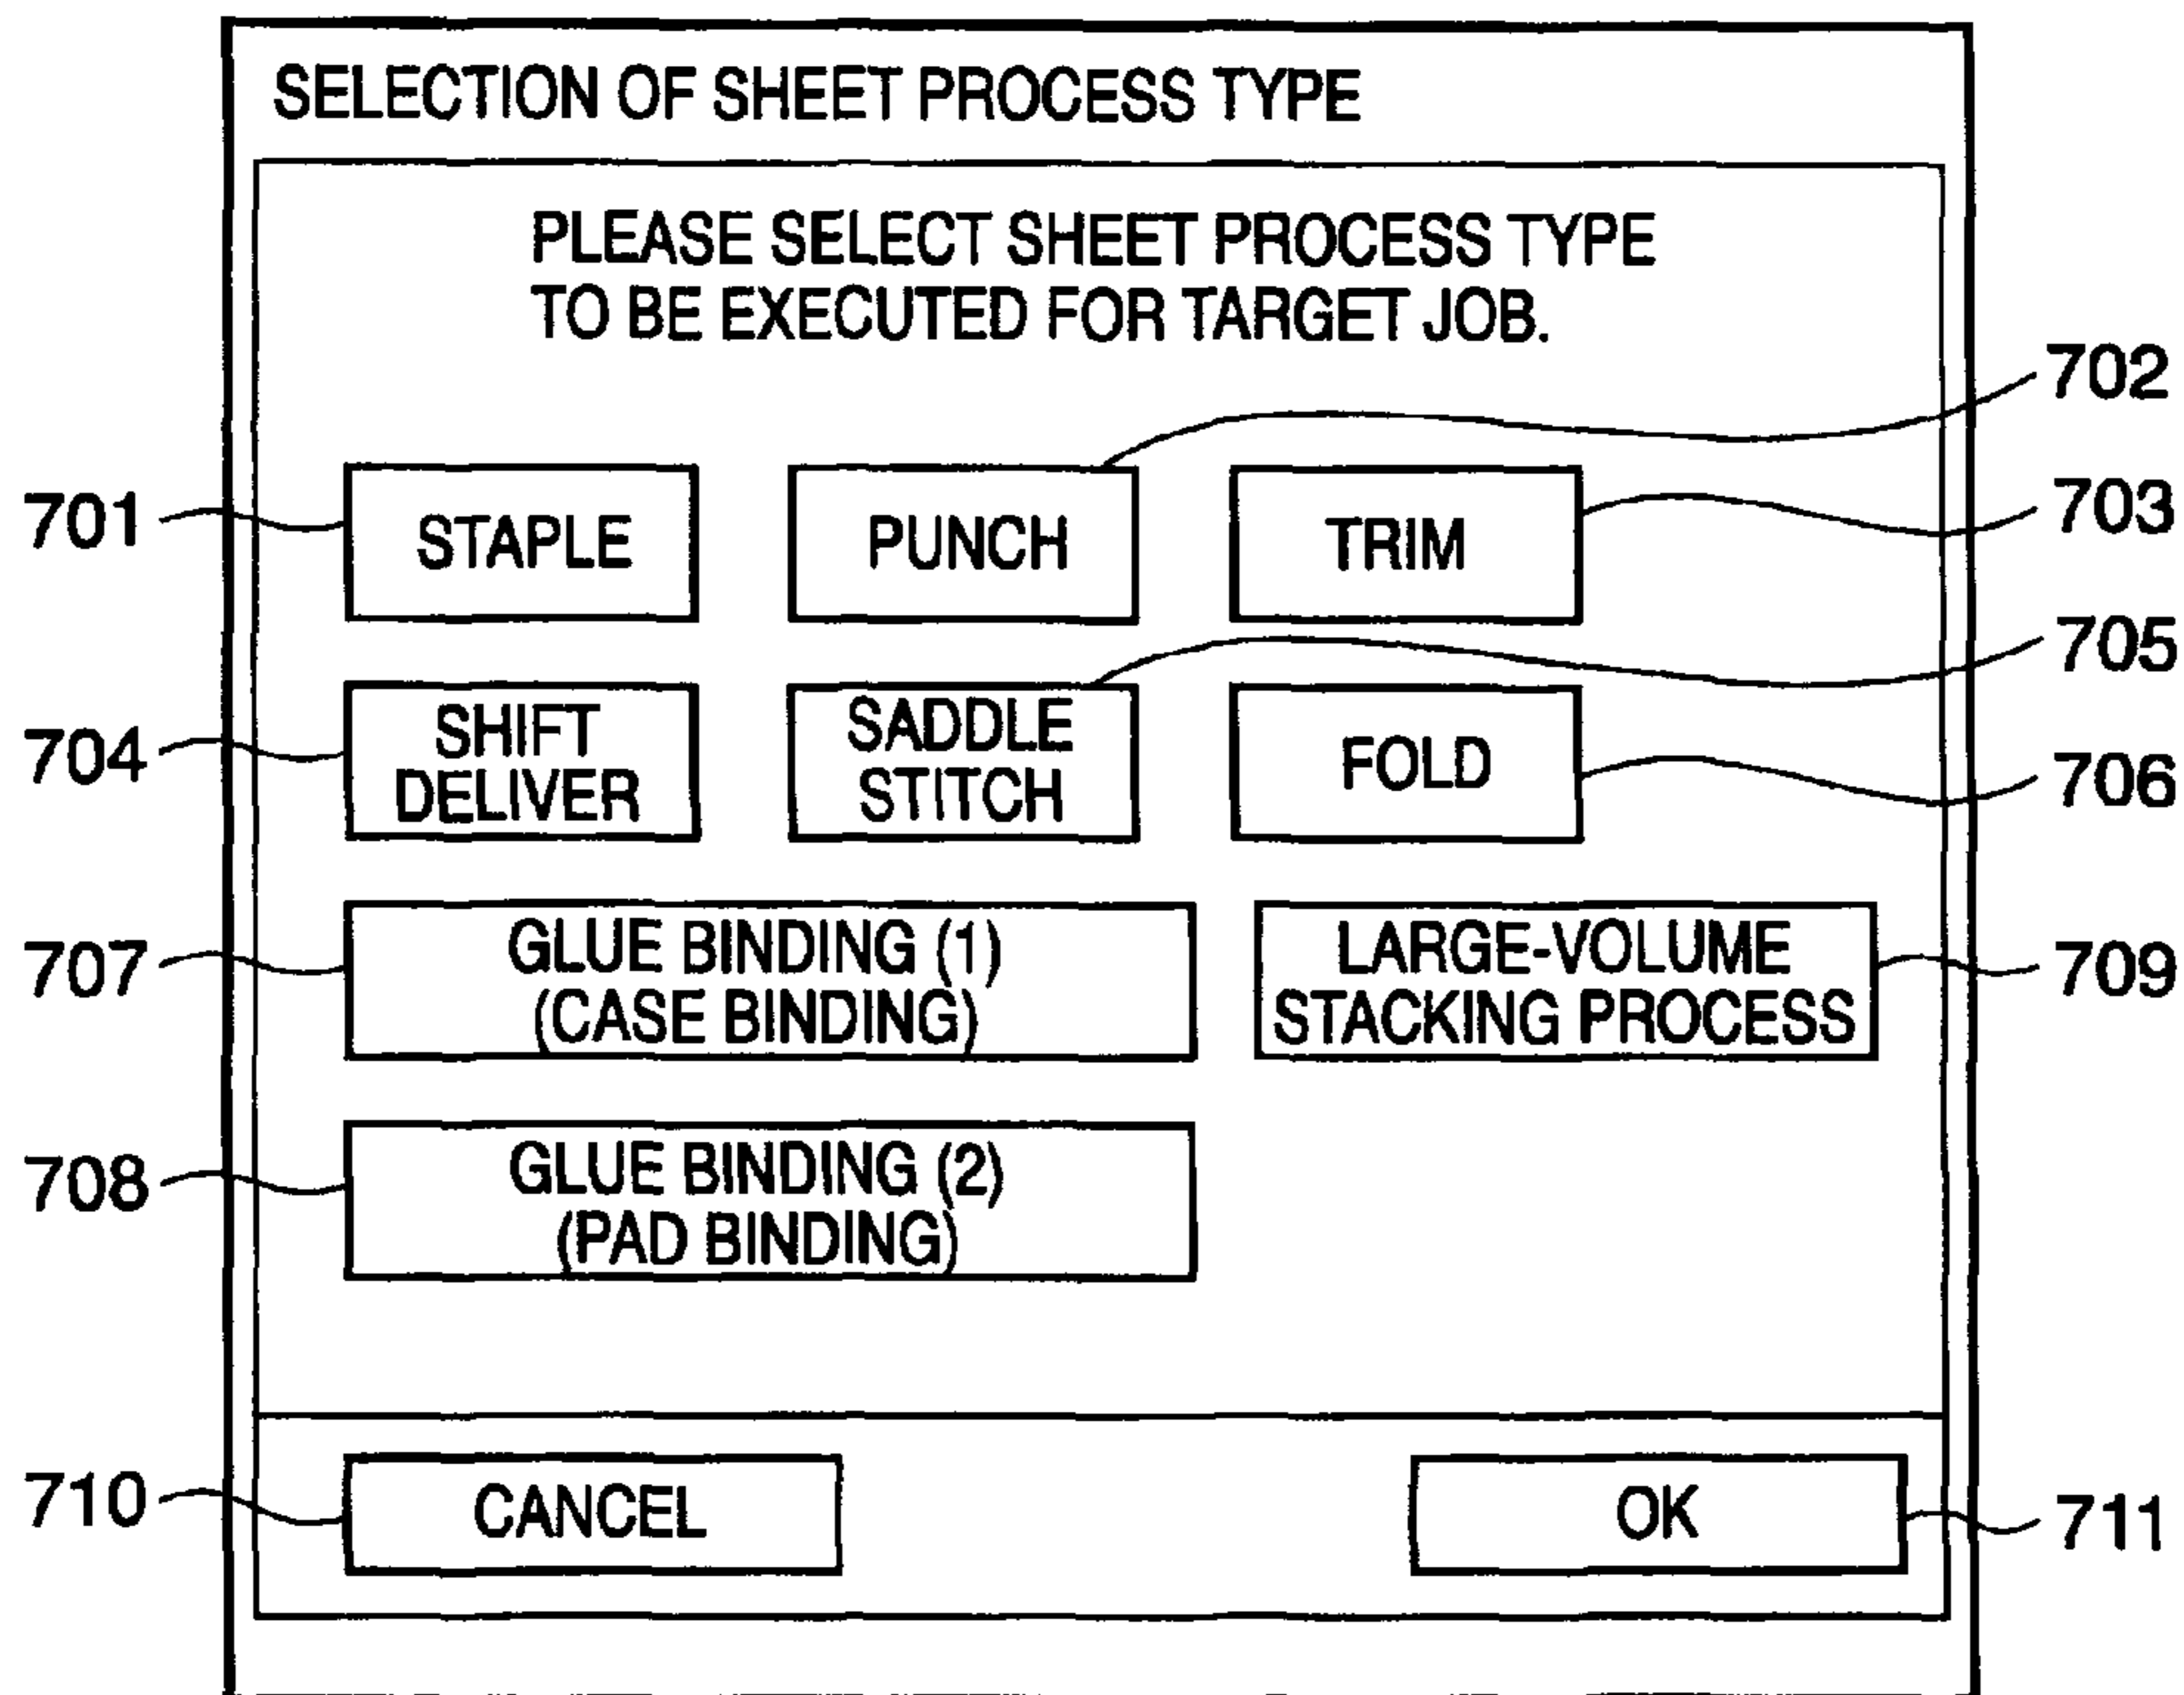 SELECTION OF SHEET PROCESS TYPE
PLEASE SELECT SHEET PROCESS TYPE
TO BE EXECUTED FOR TARGET JOB.
702
701
STAPLE
PUNCH
TRIM
703
705
704
SHIFT
DELIVER
SADDLE
STITCH
FOLD
706
707
GLUE BINDING (1)
(CASE BINDING)
LARGE-VOLUME
STACKING PROCESS
709
708
GLUE BINDING (2)
(PAD BINDING)
710
CANCEL
OK
711